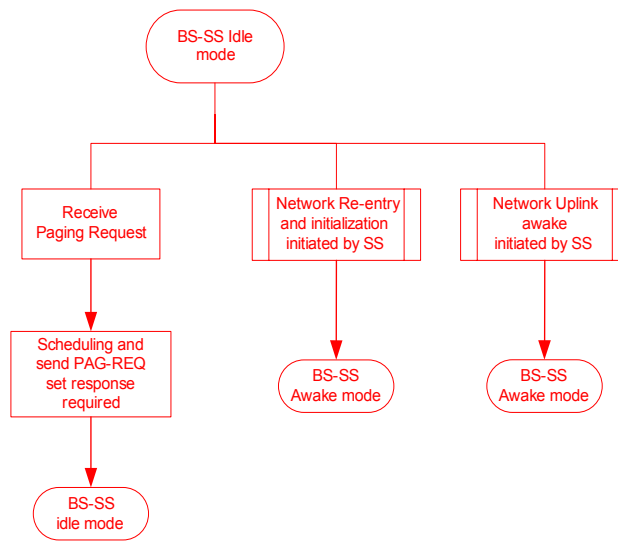 BS-SS Idle
mode
Receive
Paging Request
Network Re-entry
and initialization
initiated by SS
Network Uplink
awake
initiated by SS
Scheduling and
send PAG-REQ
set response
required
BS-SS
Awake mode
BS-SS
Awake mode
BS-SS
idle mode